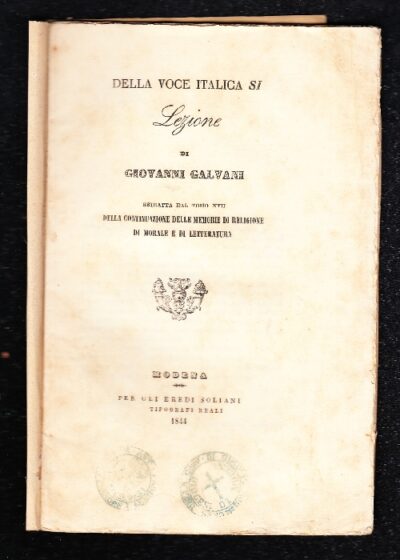 DELLA VOCE ITALICA SI
Lezione
DI
GIOVANNI GALVANI
ESTRATTA DAL TOMO XVII
DELLA CONTINUAZIONE DELLE MEMORIE DI RELIGIONE
DI MORALE E DI LETTERATURA
MODENA
PER GLI EREDI SOLIANI
TIPOGRAFI REALI
1844